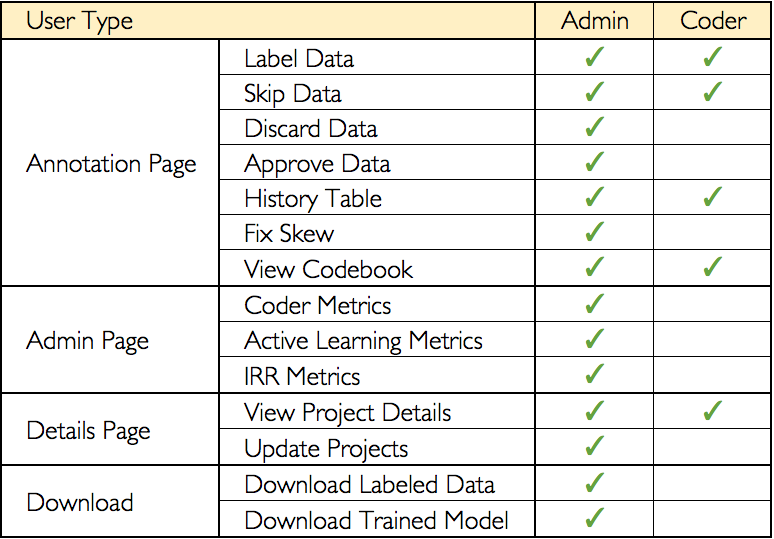 User Type Admin Coder
Label Data ✓ ✓
Skip Data ✓ ✓
Discard Data ✓
Annotation Page Approve Data ✓
History Table ✓ ✓
Fix Skew ✓
View Codebook ✓ ✓
Coder Metrics ✓
Admin Page Active Learning Metrics ✓
IRR Metrics ✓
Details Page View Project Details ✓ ✓
Update Projects ✓
Download Download Labeled Data ✓
Download Trained Model ✓